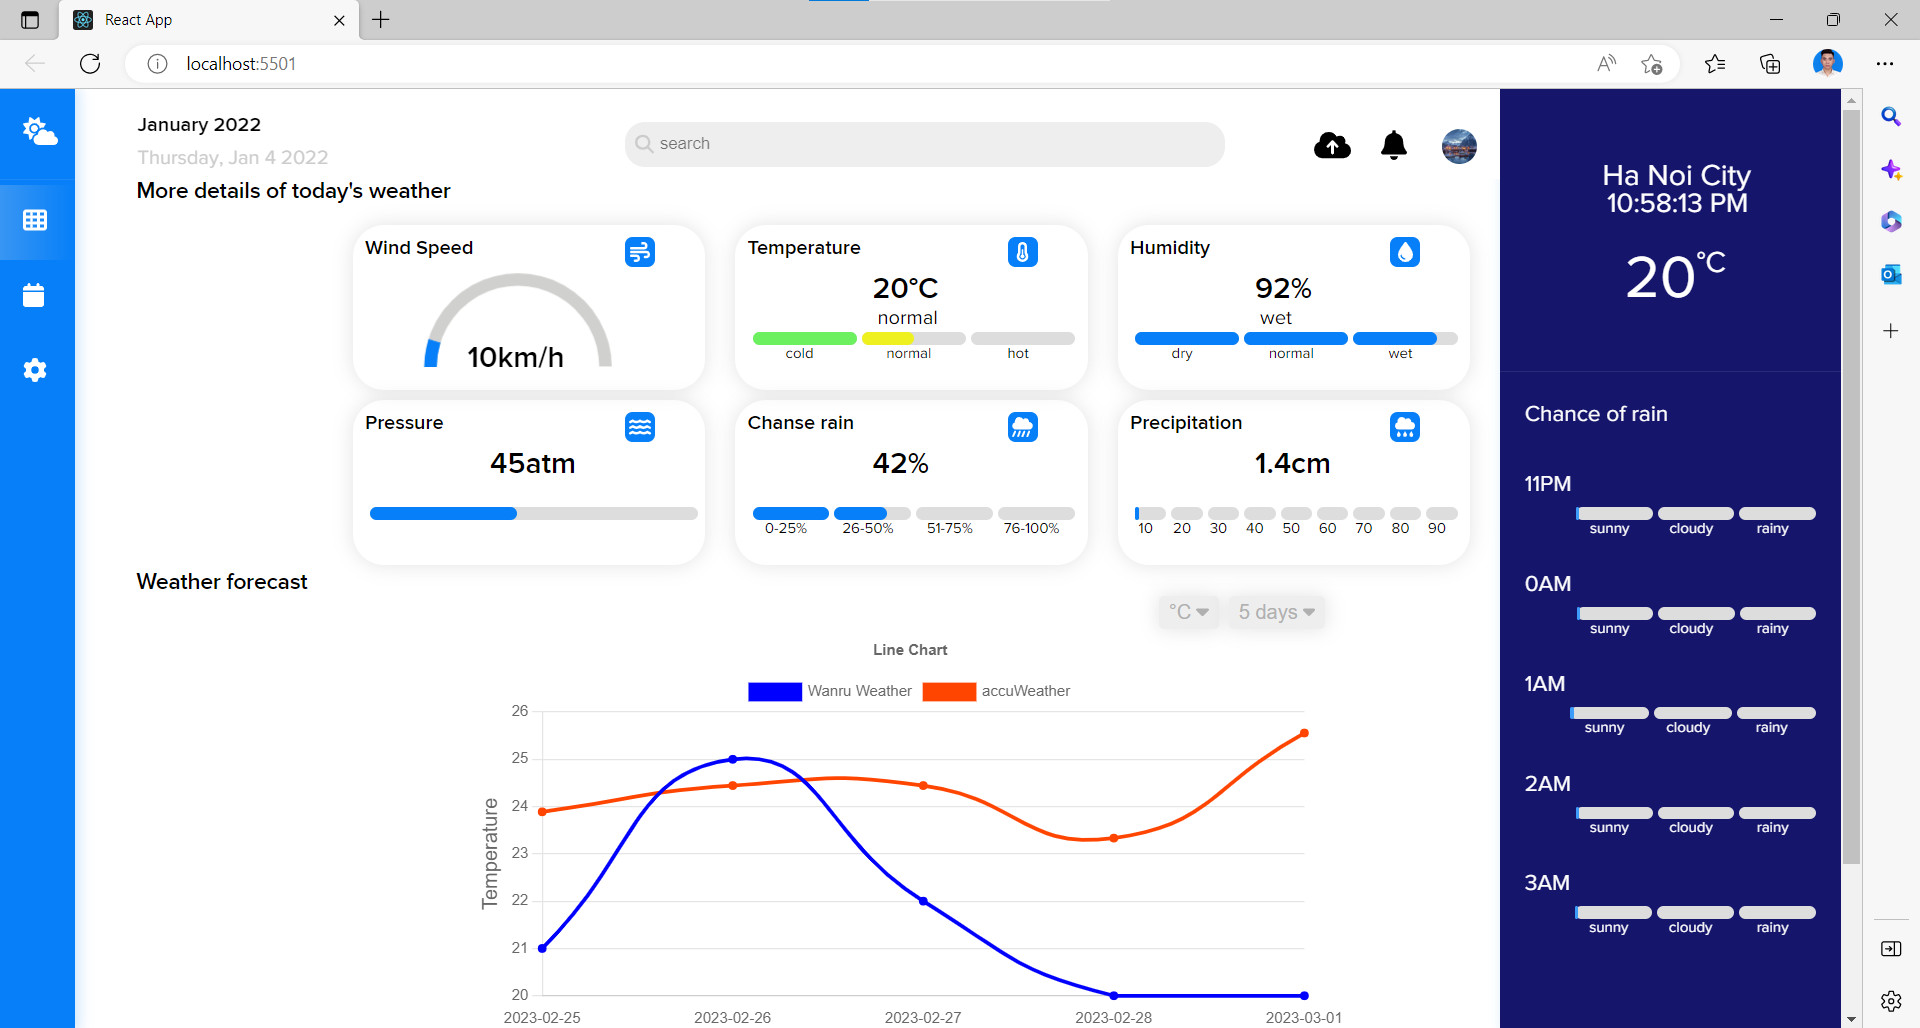 React App
localhost:5501
January 2022
Thursday, Jan 4 2022
search
More details of today's weather
Wind Speed
10km/h
Temperature
20°C
normal
cold normal hot
Humidity
92%
wet
dry normal wet
Pressure
45atm
Chanse rain
42%
0-25% 26-50% 51-75% 76-100%
Precipitation
1.4cm
10 20 30 40 50 60 70 80 90
Weather forecast
°C 5 days
Line Chart
Wanru Weather accuWeather
Temperature
26
25
24
23
22
21
20
2023-02-25 2023-02-26 2023-02-27 2023-02-28 2023-03-01
Ha Noi City
10:58:13 PM
20°C
Chance of rain
11PM
sunny cloudy rainy
0AM
sunny cloudy rainy
1AM
sunny cloudy rainy
2AM
sunny cloudy rainy
3AM
sunny cloudy rainy